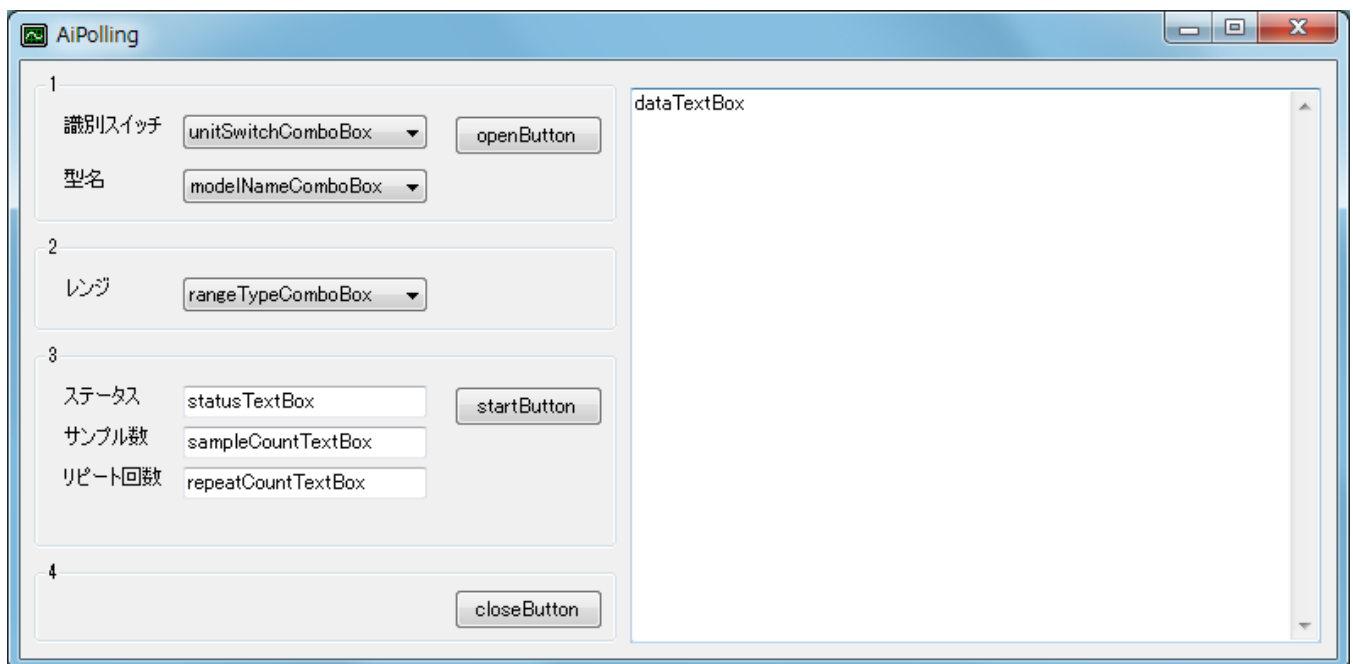 AiPolling
1
識別スイッチ unitSwitchComboBox openButton
型名 modelNameComboBox
2
レンジ rangeTypeComboBox
3
ステータス statusTextBox startButton
サンプル数 sampleCountTextBox
リピート回数 repeatCountTextBox
4
closeButton
dataTextBox